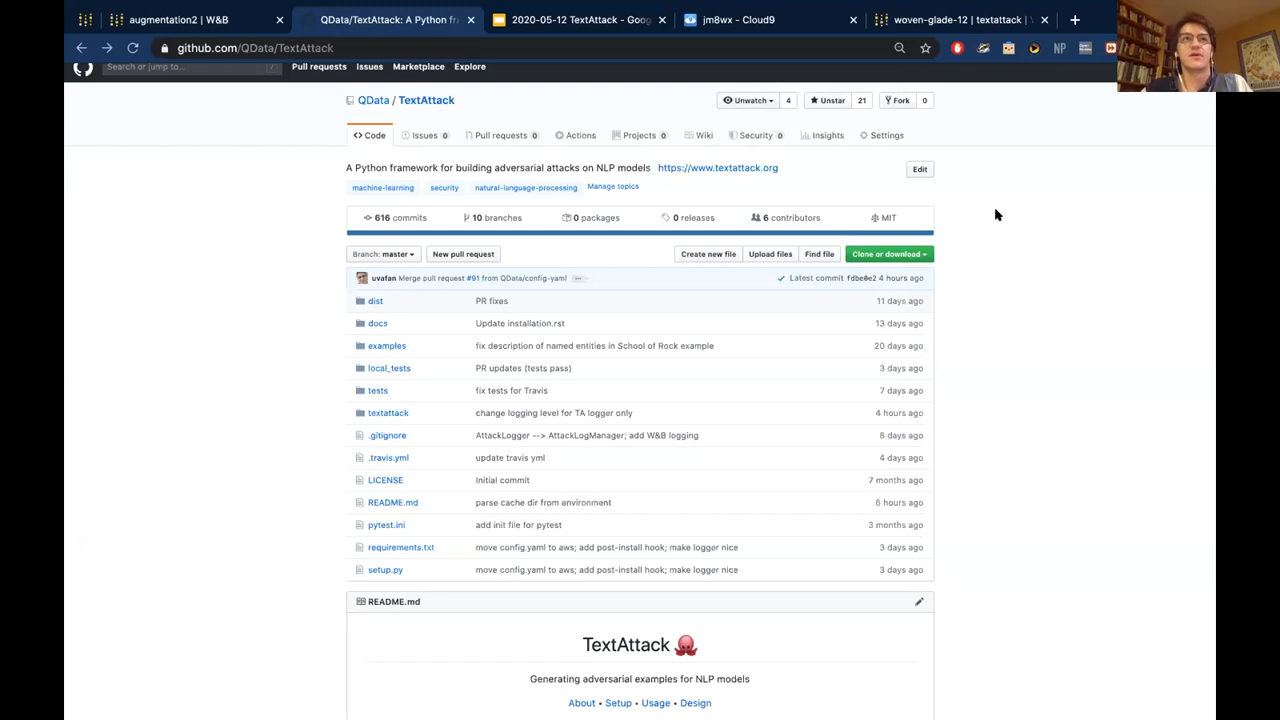 augmentation2 | W&B
QData/TextAttack: A Python fr
2020-05-12 TextAttack - Goog
jm8wx - Cloud9
woven-glade-12 | textattack |
github.com/QData/TextAttack
NP
Search or jump to...
/
Pull requests Issues Marketplace Explore
QData / TextAttack
Unwatch 4
Unstar 21
Fork 0
Code
Issues 0
Pull requests 0
Actions
Projects 0
Wiki
Security 0
Insights
Settings
A Python framework for building adversarial attacks on NLP models https://www.textattack.org
Edit
machine-learning security natural-language-processing Manage topics
616 commits 10 branches 0 packages 0 releases 6 contributors MIT
Branch: master New pull request Create new file Upload files Find file Clone or download
uvafan Merge pull request #91 from QData/config-yaml ... Latest commit fdbe0e2 4 hours ago
dist PR fixes 11 days ago
docs Update installation.rst 13 days ago
examples fix description of named entities in School of Rock example 20 days ago
local_tests PR updates (tests pass) 3 days ago
tests fix tests for Travis 7 days ago
textattack change logging level for TA logger only 4 hours ago
.gitignore AttackLogger --> AttackLogManager; add W&B logging 8 days ago
.travis.yml update travis yml 4 days ago
LICENSE Initial commit 7 months ago
README.md parse cache dir from environment 6 hours ago
pytest.ini add init file for pytest 3 months ago
requirements.txt move config.yaml to aws; add post-install hook; make logger nice 3 days ago
setup.py move config.yaml to aws; add post-install hook; make logger nice 3 days ago
README.md
TextAttack 🐙
Generating adversarial examples for NLP models
About • Setup • Usage • Design